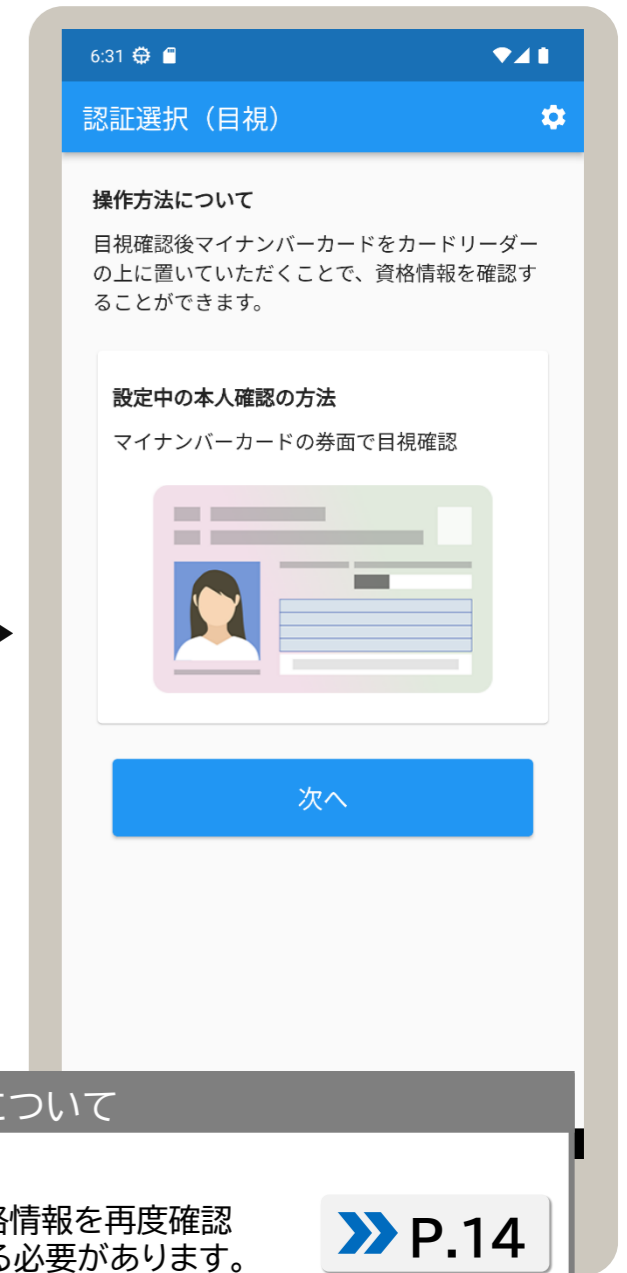 6:31
認証選択（目視）
操作方法について
目視確認後マイナンバーカードをカードリーダー
の上に置いていただくことで、資格情報を確認す
ることができます。
設定中の本人確認の方法
マイナンバーカードの券面で目視確認
次へ
について
格情報を再度確認
る必要があります。
P.14